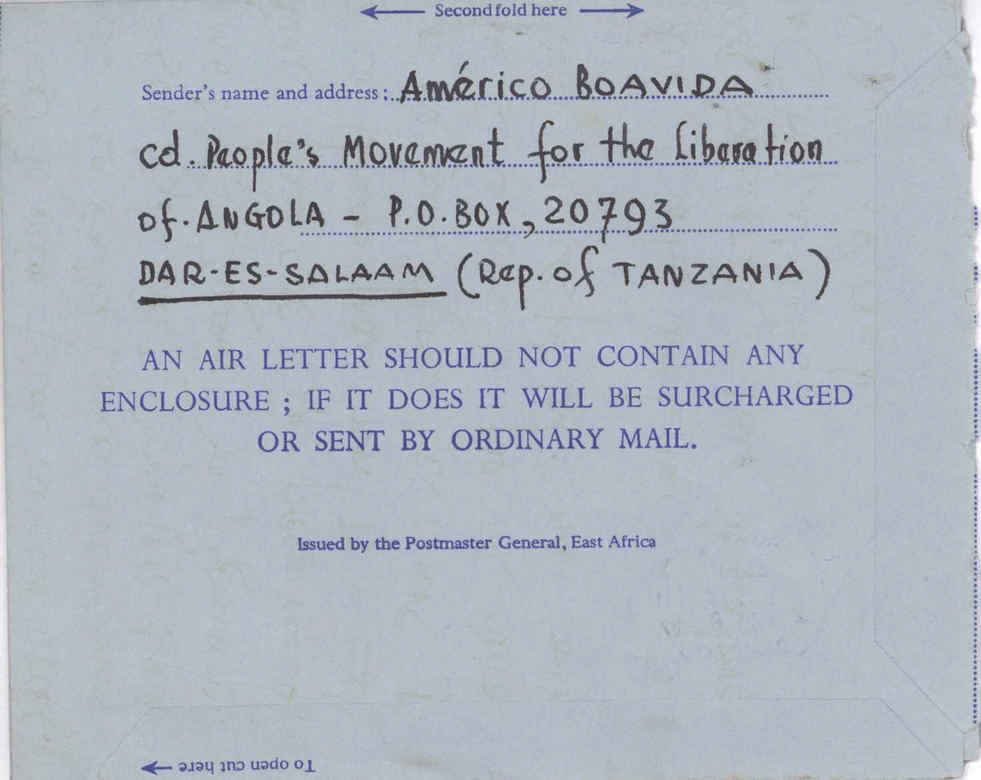 Second fold here
Sender's name and address: Américo BOAVIDA
cd. People's Movement for the Liberation
of. ANGOLA - P.O.BOX, 20793
DAR-ES-SALAAM (Rep. of TANZANIA)
AN AIR LETTER SHOULD NOT CONTAIN ANY
ENCLOSURE ; IF IT DOES IT WILL BE SURCHARGED
OR SENT BY ORDINARY MAIL.
Issued by the Postmaster General, East Africa
To open cut here